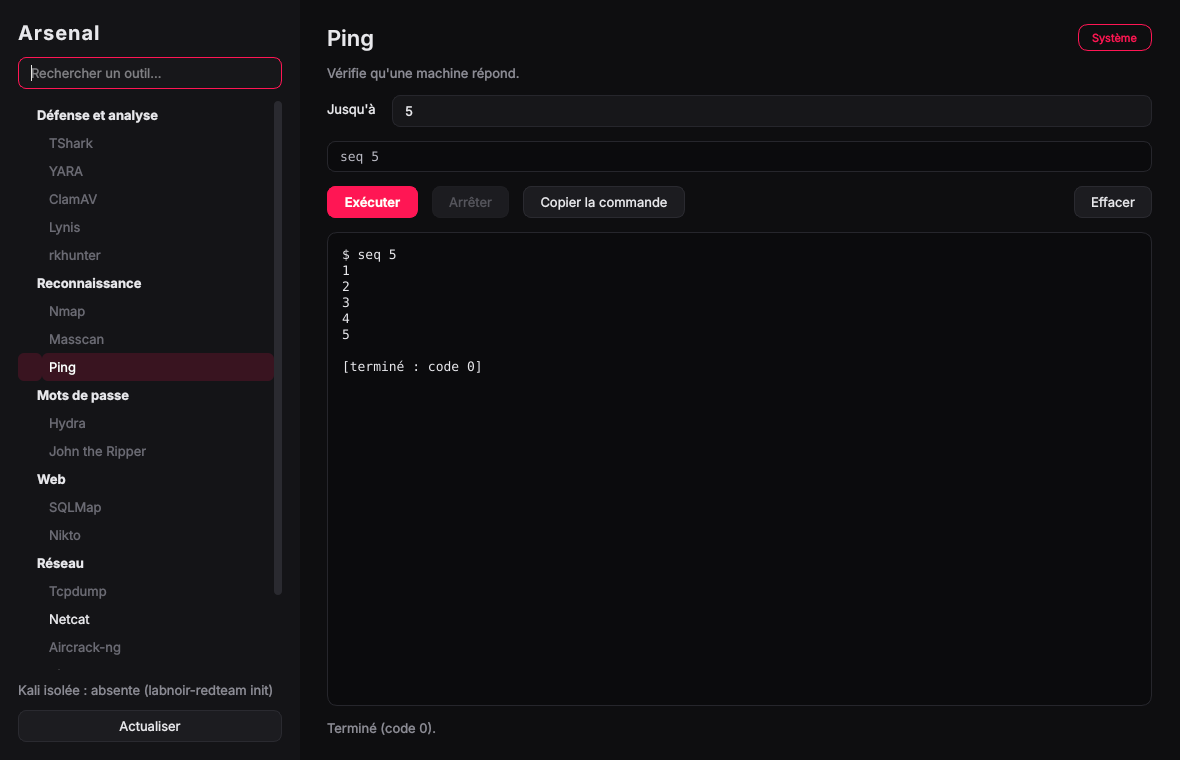 Arsenal
Rechercher un outil...
Défense et analyse
TShark
YARA
ClamAV
Lynis
rkhunter
Reconnaissance
Nmap
Masscan
Ping
Mots de passe
Hydra
John the Ripper
Web
SQLMap
Nikto
Réseau
Tcpdump
Netcat
Aircrack-ng
Kali isolée : absente (labnoir-redteam init)
Actualiser
Ping
Système
Vérifie qu'une machine répond.
Jusqu'à
5
seq 5
Exécuter
Arrêter
Copier la commande
Effacer
$ seq 5
1
2
3
4
5
[terminé : code 0]
Terminé (code 0).